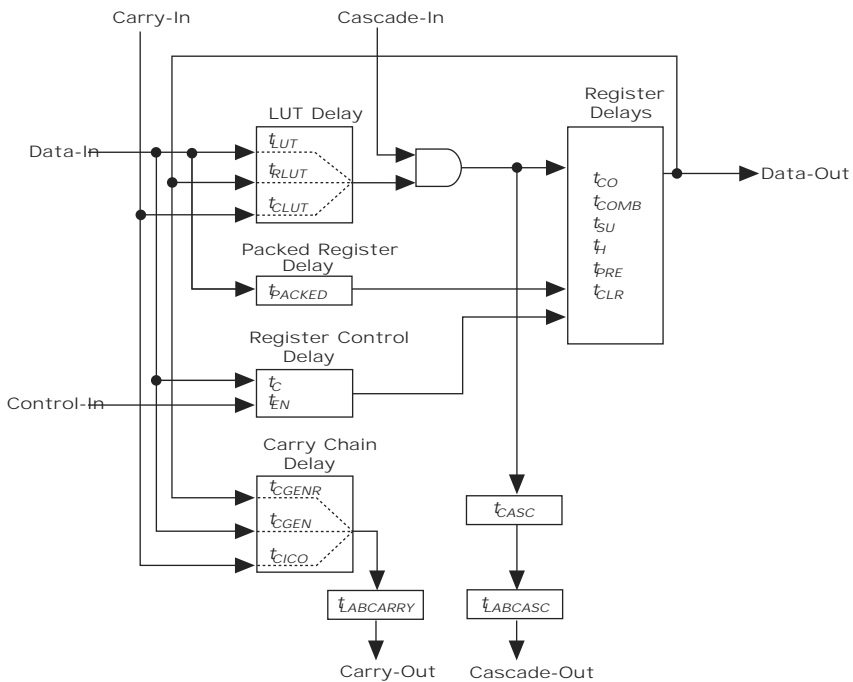 Carry-In
Cascade-In
Register
Delays
LUT Delay
Data-In
tLUT
tRLUT
tCLUT
Data-Out
tCO
tCOMB
tSU
tH
tPRE
tCLR
Packed Register
Delay
tPACKED
Register Control
Delay
tC
tEN
Control-In
Carry Chain
Delay
tCGENR
tCGEN
tCICO
tCASC
tLABCARRY
tLABCASC
Carry-Out
Cascade-Out